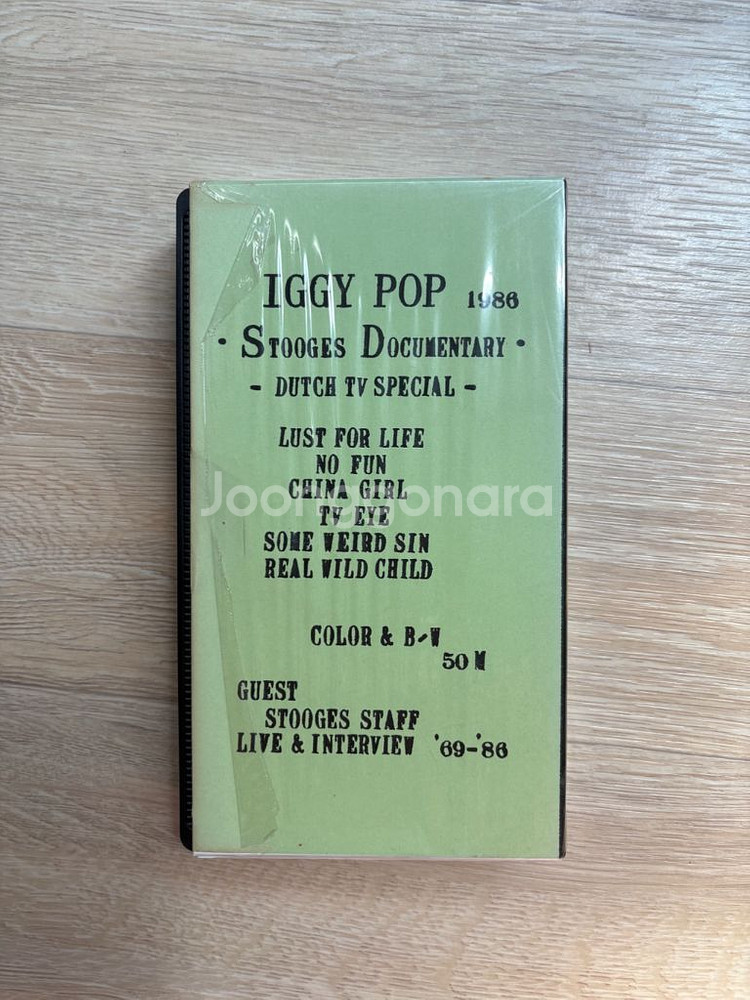 IGGY POP 1986
· STOOGES DOCUMENTARY ·
- DUTCH TV SPECIAL -
LUST FOR LIFE
NO FUN
CHINA GIRL
Joonggonara
TV EYE
SOME WEIRD SIN
REAL WILD CHILD
COLOR & B/W
50 M
GUEST
STOOGES STAFF
LIVE & INTERVIEW '69-'86